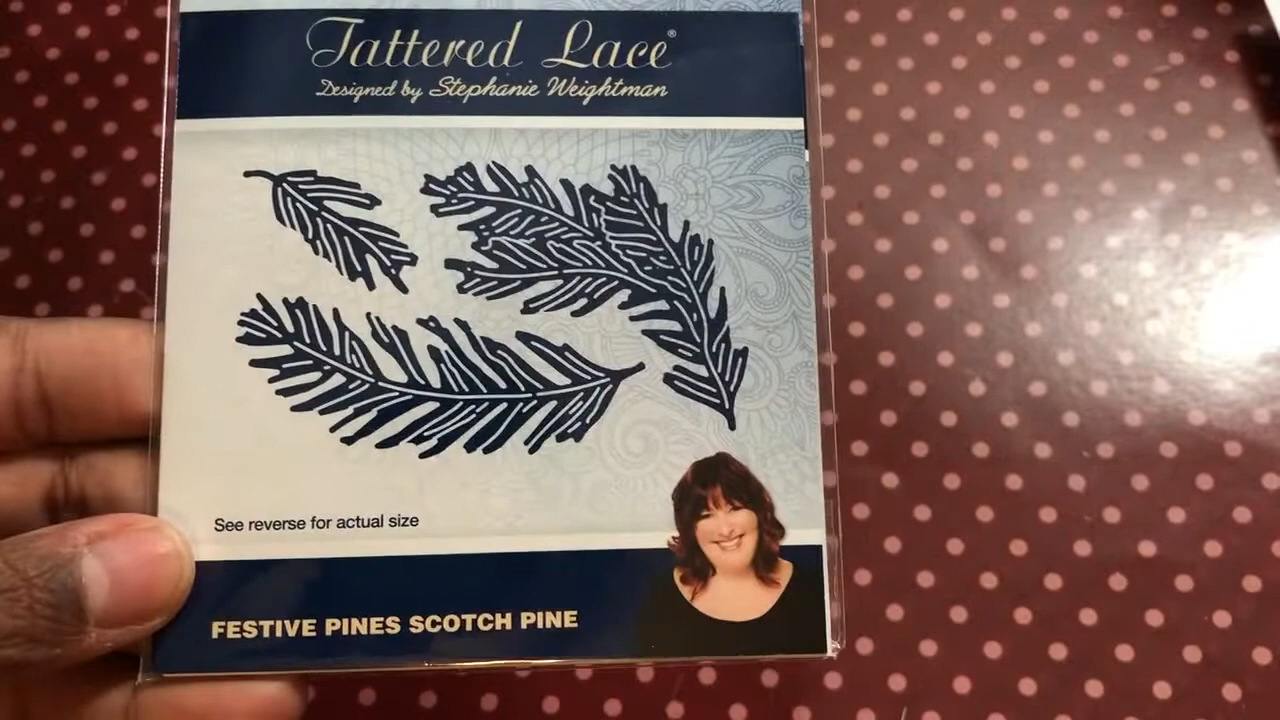 Tattered Lace®
Designed by Stephanie Weightman
See reverse for actual size
FESTIVE PINES SCOTCH PINE